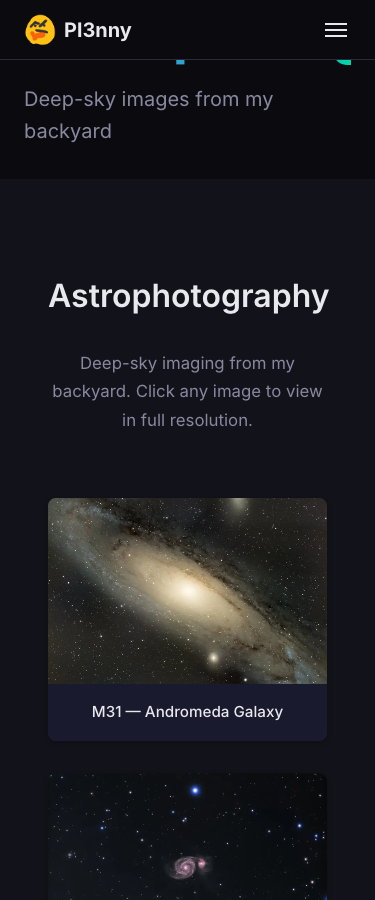 Pl3nny
Deep-sky images from my
backyard
Astrophotography
Deep-sky imaging from my
backyard. Click any image to view
in full resolution.
M31 — Andromeda Galaxy